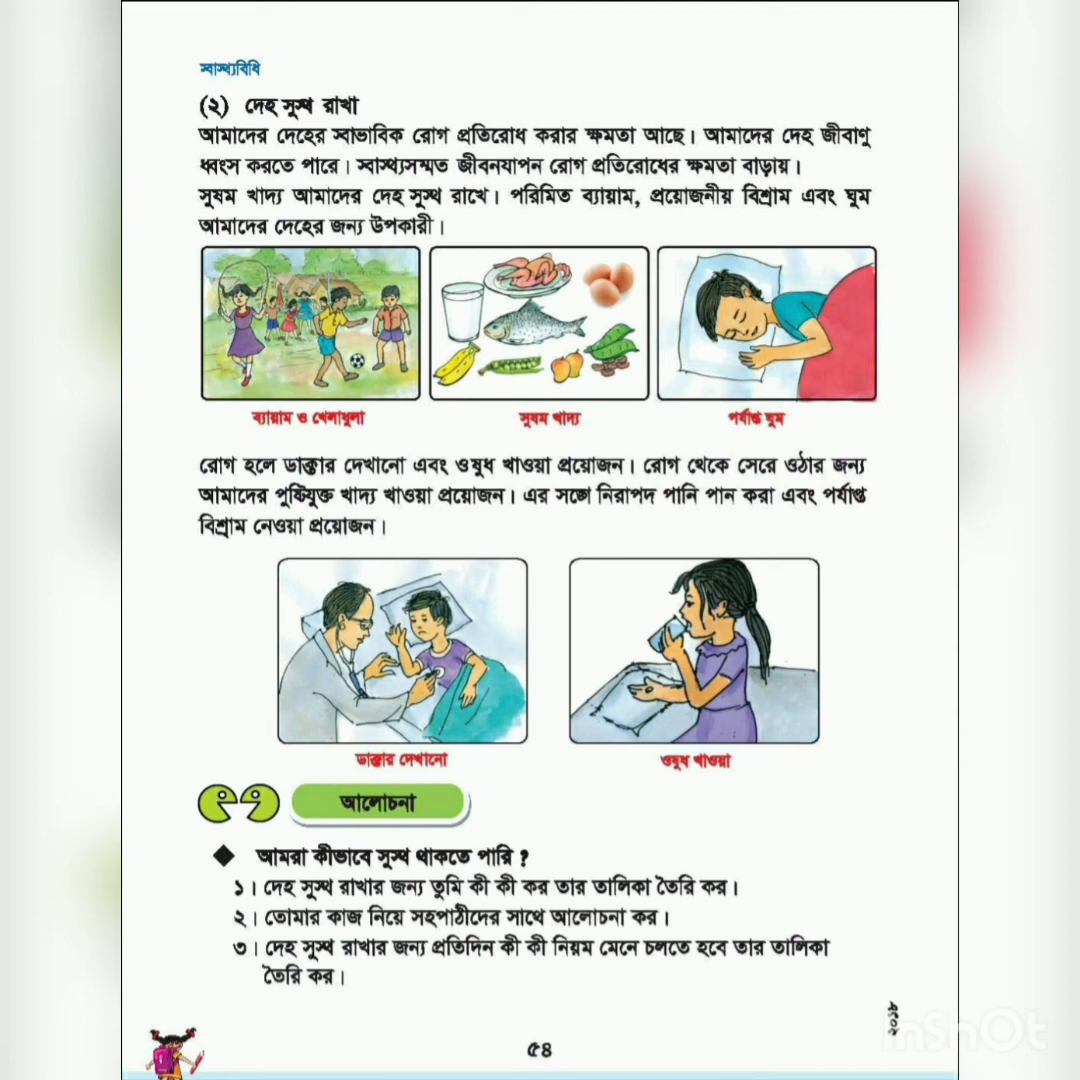 স্বাস্থ্যবিধি
(২) দেহ সুস্থ রাখা
আমাদের দেহের স্বাভাবিক রোগ প্রতিরোধ করার ক্ষমতা আছে। আমাদের দেহ জীবাণু
ধ্বংস করতে পারে। স্বাস্থ্যসম্মত জীবনযাপন রোগ প্রতিরোধের ক্ষমতা বাড়ায়।
সুষম খাদ্য আমাদের দেহ সুস্থ রাখে। পরিমিত ব্যায়াম, প্রয়োজনীয় বিশ্রাম এবং ঘুম
আমাদের দেহের জন্য উপকারী।
ব্যায়াম ও খেলাধুলা
সুষম খাদ্য
পর্যাপ্ত ঘুম
রোগ হলে ডাক্তার দেখানো এবং ওষুধ খাওয়া প্রয়োজন। রোগ থেকে সেরে ওঠার জন্য
আমাদের পুষ্টিযুক্ত খাদ্য খাওয়া প্রয়োজন। এর সঙ্গে নিরাপদ পানি পান করা এবং পর্যাপ্ত
বিশ্রাম নেওয়া প্রয়োজন।
ডাক্তার দেখানো
ওষুধ খাওয়া
আলোচনা
◆ আমরা কীভাবে সুস্থ থাকতে পারি?
১। দেহ সুস্থ রাখার জন্য তুমি কী কী কর তার তালিকা তৈরি কর।
২। তোমার কাজ নিয়ে সহপাঠীদের সাথে আলোচনা কর।
৩। দেহ সুস্থ রাখার জন্য প্রতিদিন কী কী নিয়ম মেনে চলতে হবে তার তালিকা
তৈরি কর।
৫৪
InShOt